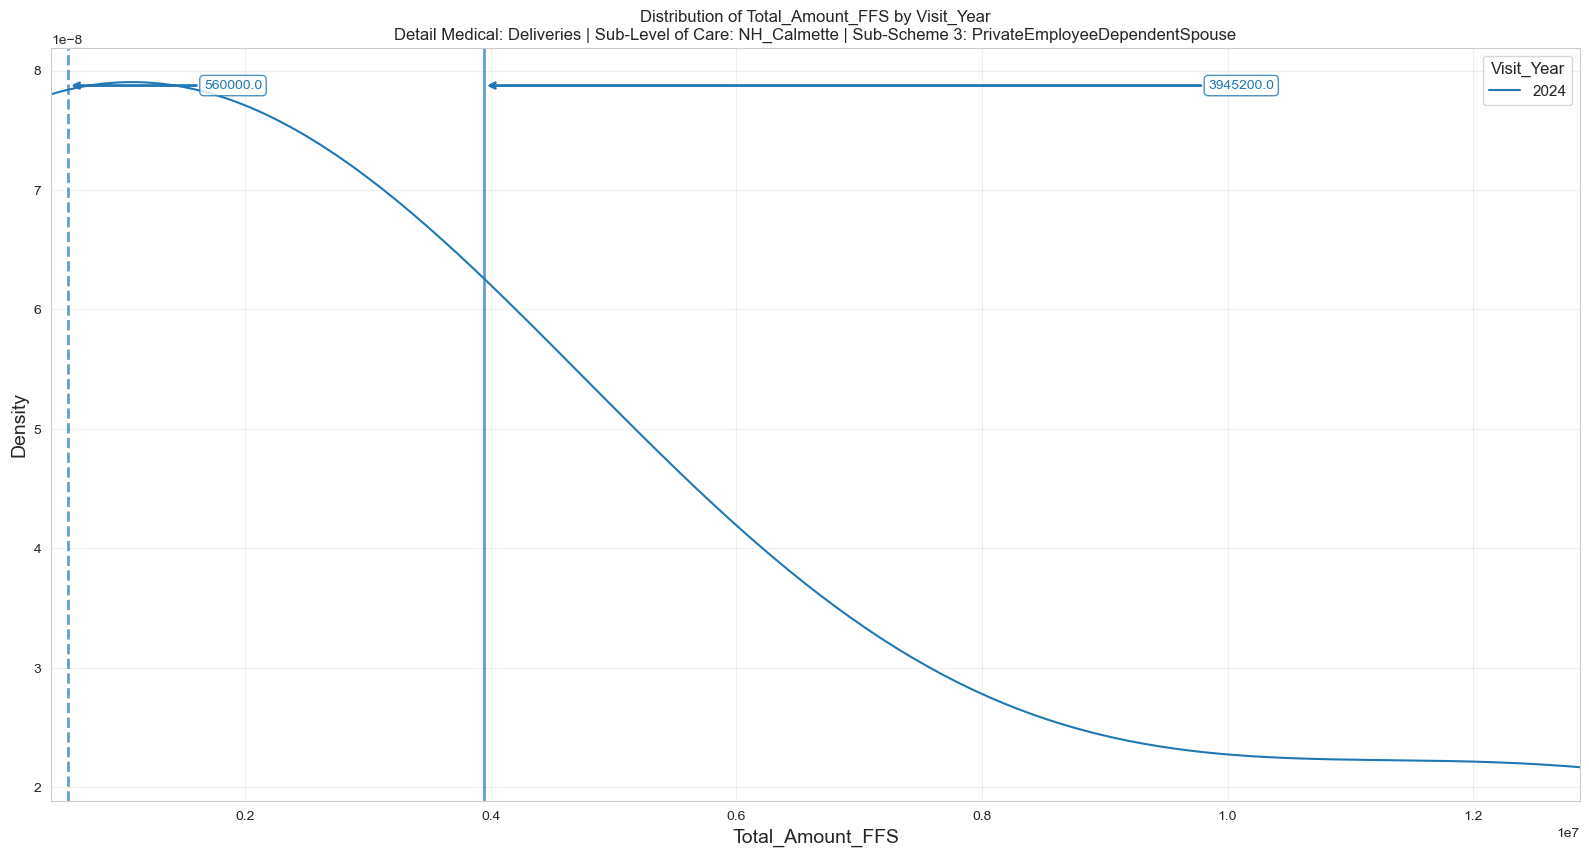 Distribution of Total_Amount_FFS by Visit_Year
Detail Medical: Deliveries | Sub-Level of Care: NH_Calmette | Sub-Scheme 3: PrivateEmployeeDependentSpouse
1e−8
8
7
6
5
4
3
2
Density
560000.0
3945200.0
Visit_Year
2024
0.2
0.4
0.6
0.8
1.0
1.2
1e7
Total_Amount_FFS